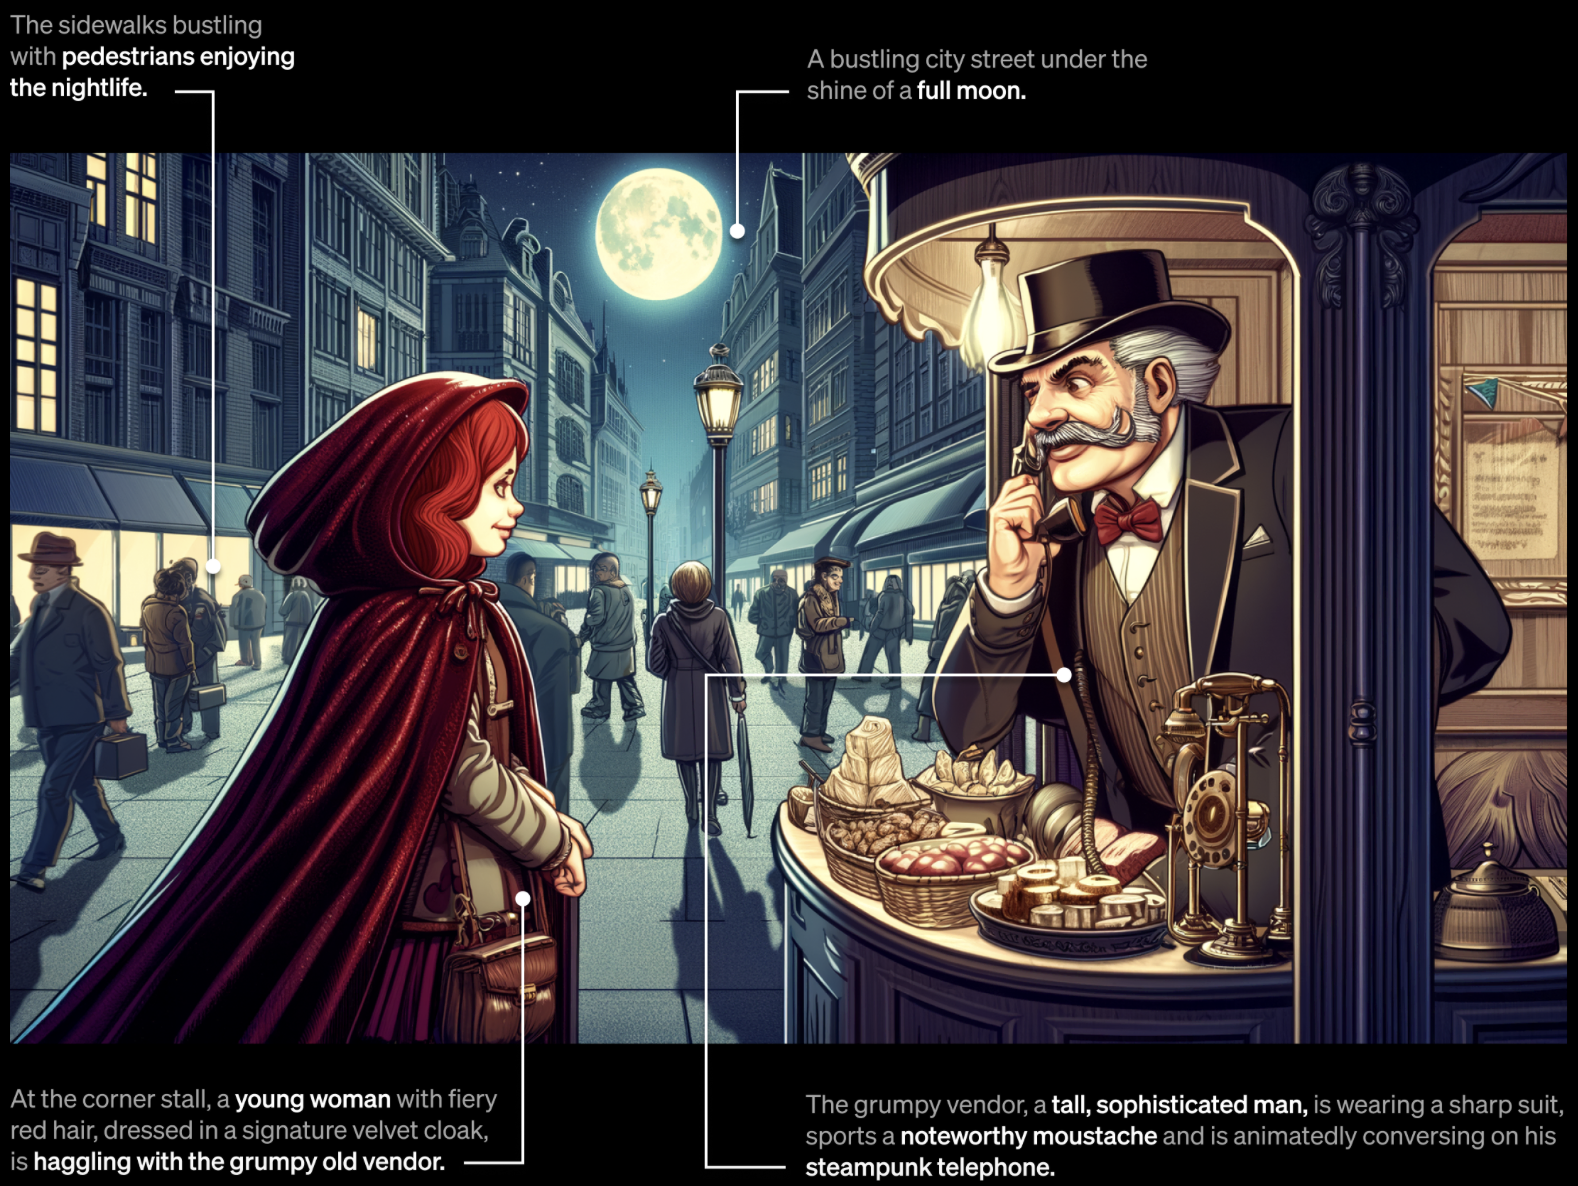 The sidewalks bustling
with pedestrians enjoying
the nightlife.
A bustling city street under the
shine of a full moon.
At the corner stall, a young woman with fiery
red hair, dressed in a signature velvet cloak,
is haggling with the grumpy old vendor.
The grumpy vendor, a tall, sophisticated man, is wearing a sharp suit,
sports a noteworthy moustache and is animatedly conversing on his
steampunk telephone.